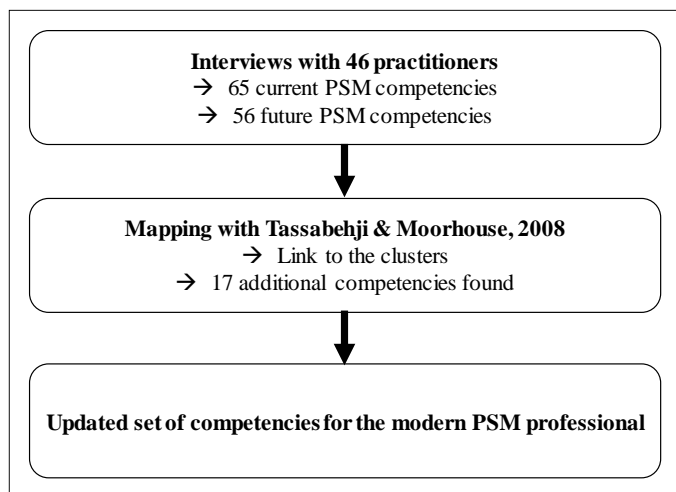 Interviews with 46 practitioners
→ 65 current PSM competencies
→ 56 future PSM competencies
Mapping with Tassabehji & Moorhouse, 2008
→ Link to the clusters
→ 17 additional competencies found
Updated set of competencies for the modern PSM professional